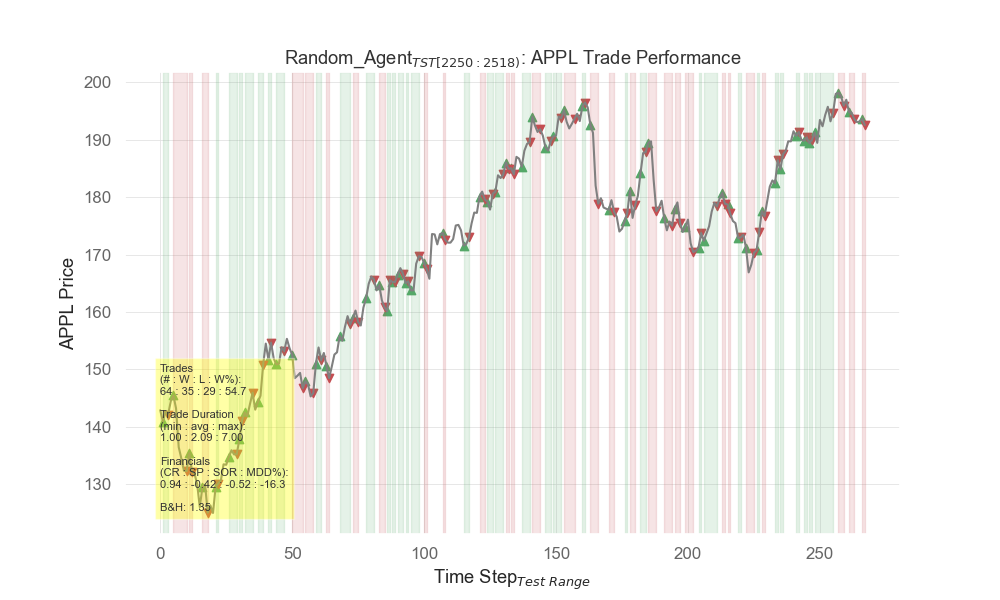 Random_Agent TST[2250 : 2518) : APPL Trade Performance
200
190
180
170
160
150
140
130
APPL Price
Trades
(# : W : L : W%):
64 : 35 : 29 : 54.7
Trade Duration
(min : avg : max):
1.00 : 2.09 : 7.00
Financials
(CR : SP : SOR : MDD%):
0.94 : -0.42 : -0.52 : -16.3
B&H: 1.35
0 50 100 150 200 250
Time Step Test Range